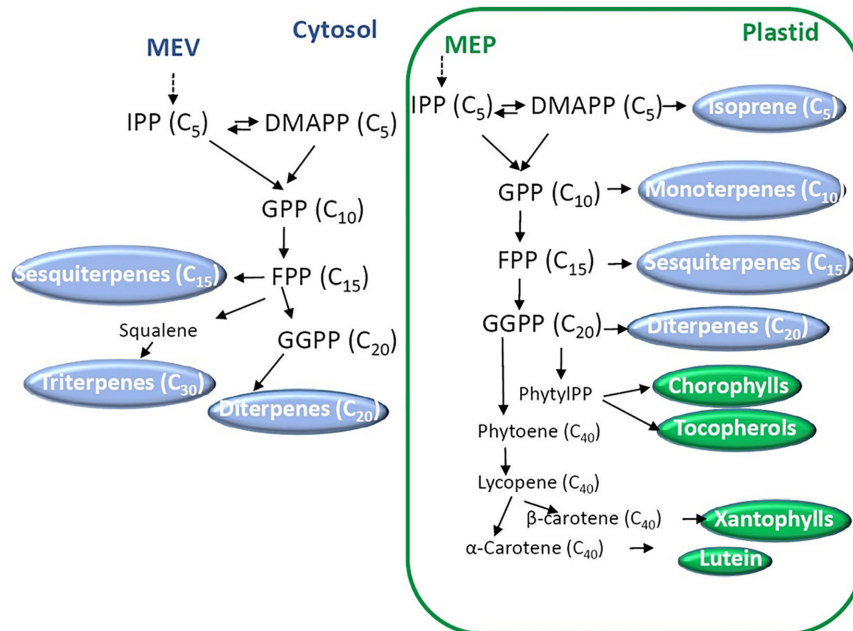 Cytosol
MEV
IPP (C5) ⇌ DMAPP (C5)
GPP (C10)
Sesquiterpenes (C15)
FPP (C15)
Squalene
GGPP (C20)
Triterpenes (C30)
Diterpenes (C20)
Plastid
MEP
IPP (C5) ⇌ DMAPP (C5)
Isoprene (C5)
GPP (C10)
Monoterpenes (C10)
FPP (C15)
Sesquiterpenes (C15)
GGPP (C20)
Diterpenes (C20)
PhytylPP
Chorophylls
Tocopherols
Phytoene (C40)
Lycopene (C40)
β-carotene (C40)
Xantophylls
α-Carotene (C40)
Lutein